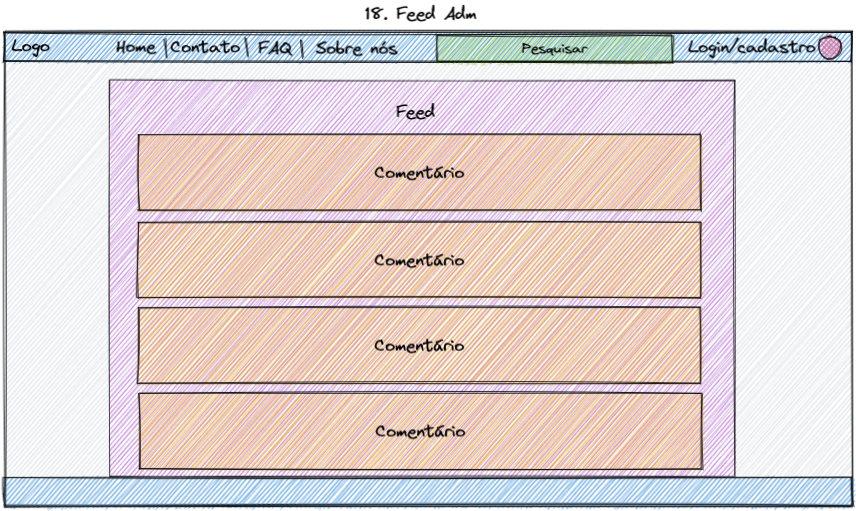 18. Feed Adm
Logo Home | Contato | FAQ | Sobre nós Pesquisar Login/cadastro
Feed
Comentário
Comentário
Comentário
Comentário